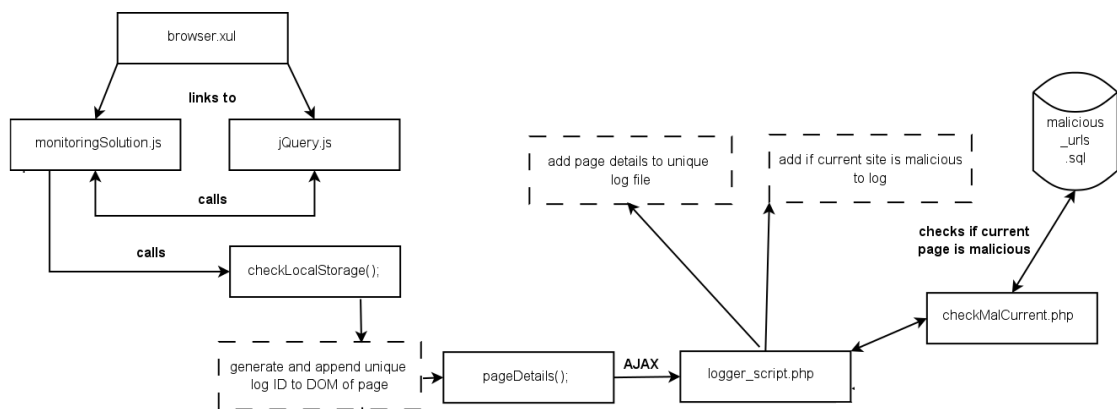 browser.xul
links to
monitoringSolution.js
jQuery.js
calls
calls
checkLocalStorage();
generate and append unique
log ID to DOM of page
pageDetails();
AJAX
logger_script.php
add page details to unique
log file
add if current site is malicious
to log
malicious
_urls
.sql
checks if current
page is malicious
checkMalCurrent.php